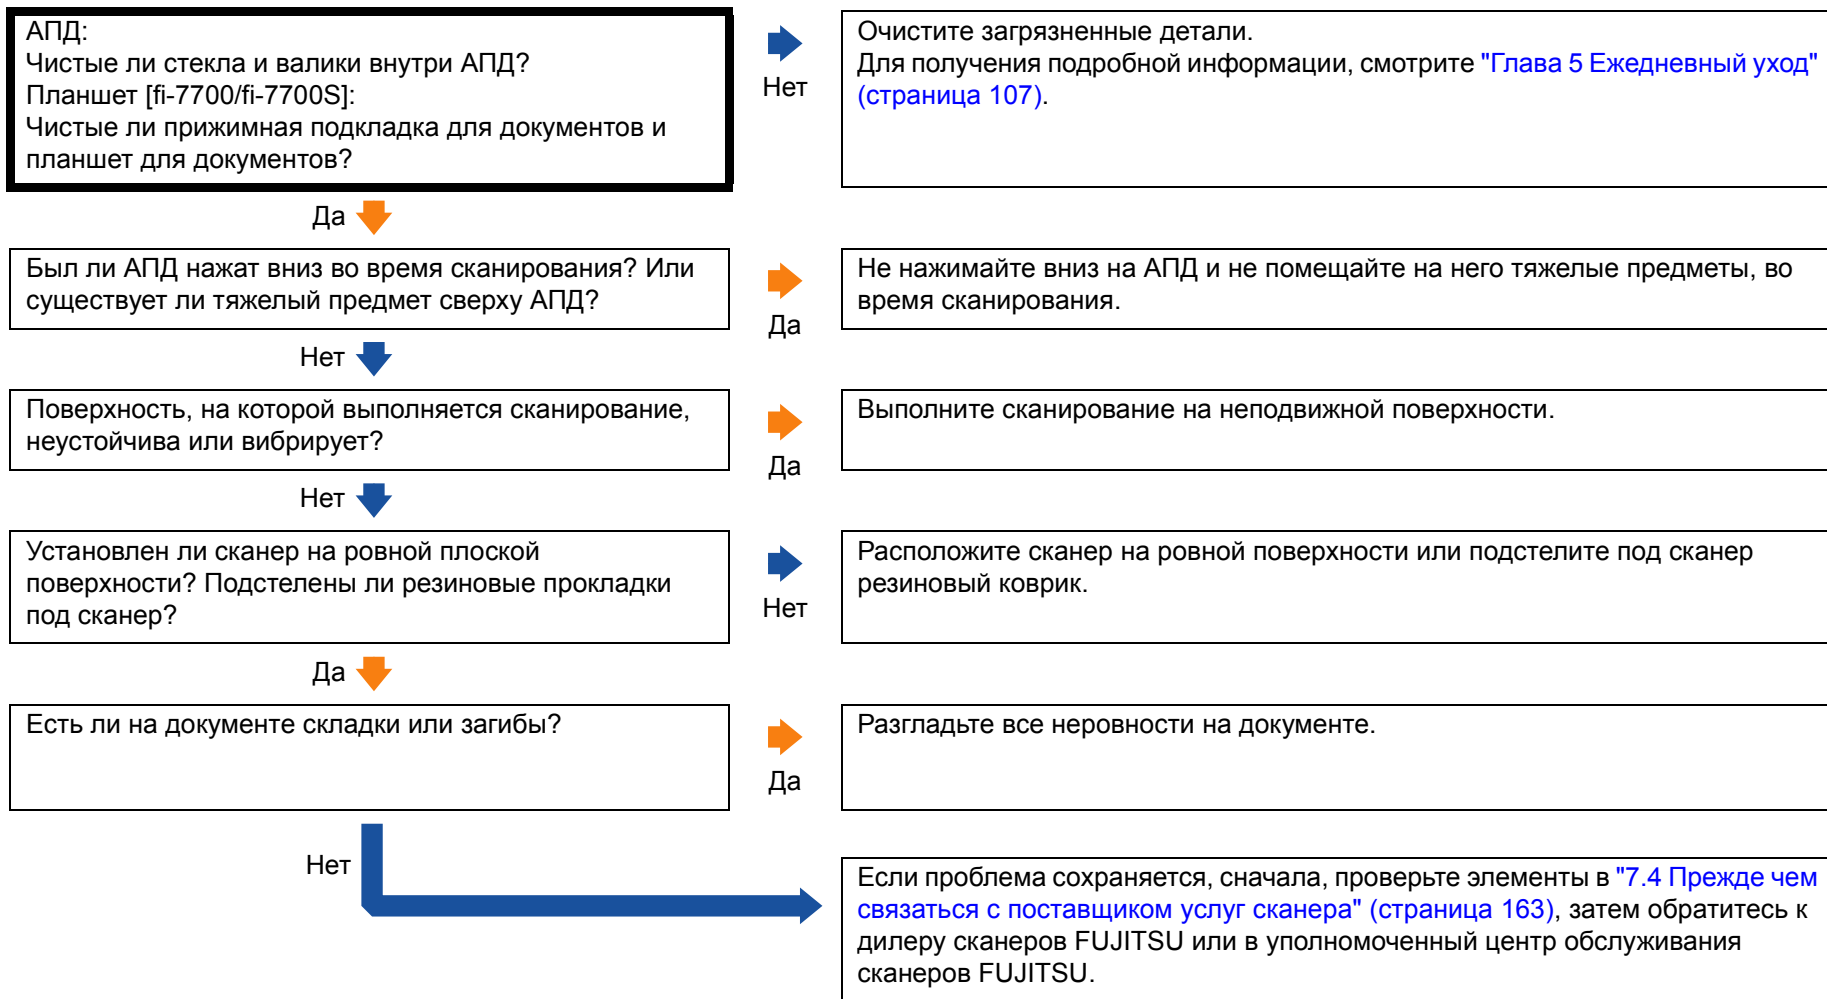 АПД:
Чистые ли стекла и валики внутри АПД?
Планшет [fi-7700/fi-7700S]:
Чистые ли прижимная подкладка для документов и
планшет для документов?
Нет
Очистите загрязненные детали.
Для получения подробной информации, смотрите "Глава 5 Ежедневный уход"
(страница 107).
Да
Был ли АПД нажат вниз во время сканирования? Или
существует ли тяжелый предмет сверху АПД?
Да
Не нажимайте вниз на АПД и не помещайте на него тяжелые предметы, во
время сканирования.
Нет
Поверхность, на которой выполняется сканирование,
неустойчива или вибрирует?
Да
Выполните сканирование на неподвижной поверхности.
Нет
Установлен ли сканер на ровной плоской
поверхности? Подстелены ли резиновые прокладки
под сканер?
Нет
Расположите сканер на ровной поверхности или подстелите под сканер
резиновый коврик.
Да
Есть ли на документе складки или загибы?
Да
Разгладьте все неровности на документе.
Нет
Если проблема сохраняется, сначала, проверьте элементы в "7.4 Прежде чем
связаться с поставщиком услуг сканера" (страница 163), затем обратитесь к
дилеру сканеров FUJITSU или в уполномоченный центр обслуживания
сканеров FUJITSU.